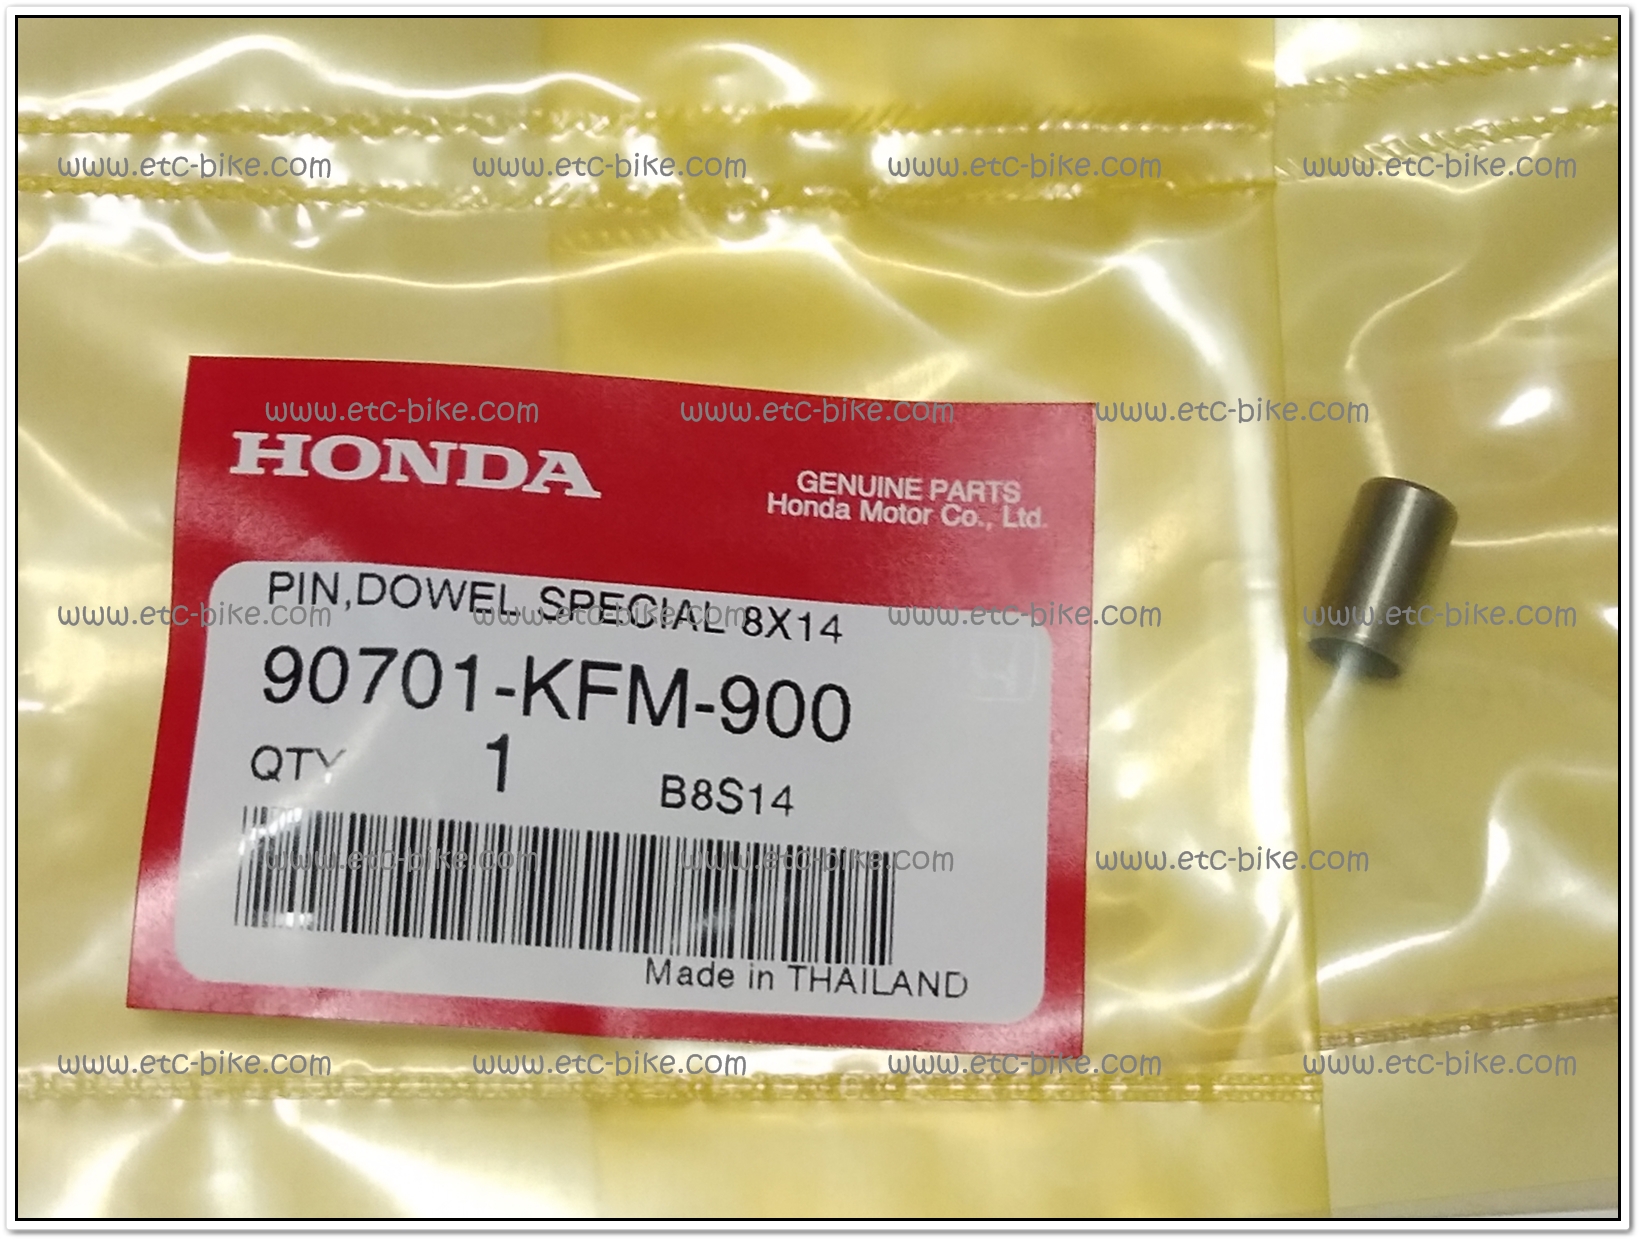 www.etc-bike.com www.etc-bike.com www.etc-bike.com www.etc-bike.com
www.etc-bike.com www.etc-bike.com www.etc-bike.com
HONDA
GENUINE PARTS
Honda Motor Co., Ltd.
PIN,DOWEL,SPECIAL 8X14
www.etc-bike.com www.etc-bike.com www.etc-bike.com www.etc-bike.com
90701-KFM-900
QTY 1 B8S14
www.etc-bike.com www.etc-bike.com www.etc-bike.com
Made in THAILAND
www.etc-bike.com www.etc-bike.com www.etc-bike.com www.etc-bike.com